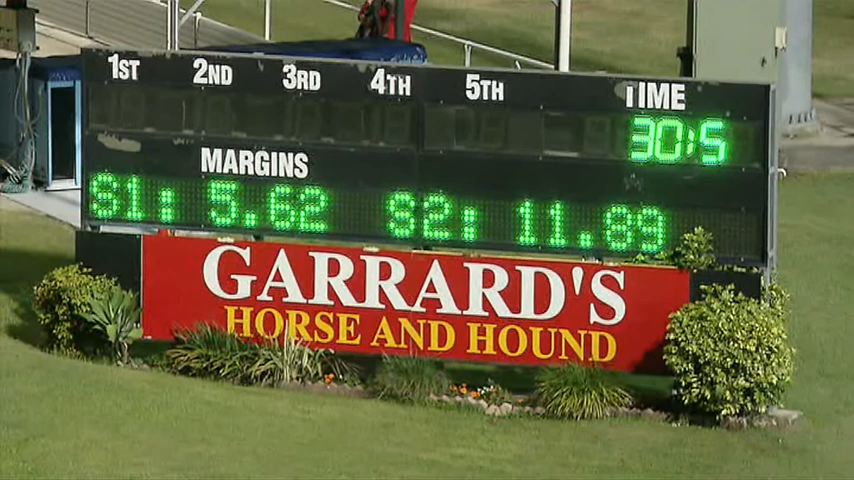 1ST 2ND 3RD 4TH 5TH TIME
30:5
MARGINS
S1: 5.62 S2: 11.89
GARRARD'S
HORSE AND HOUND